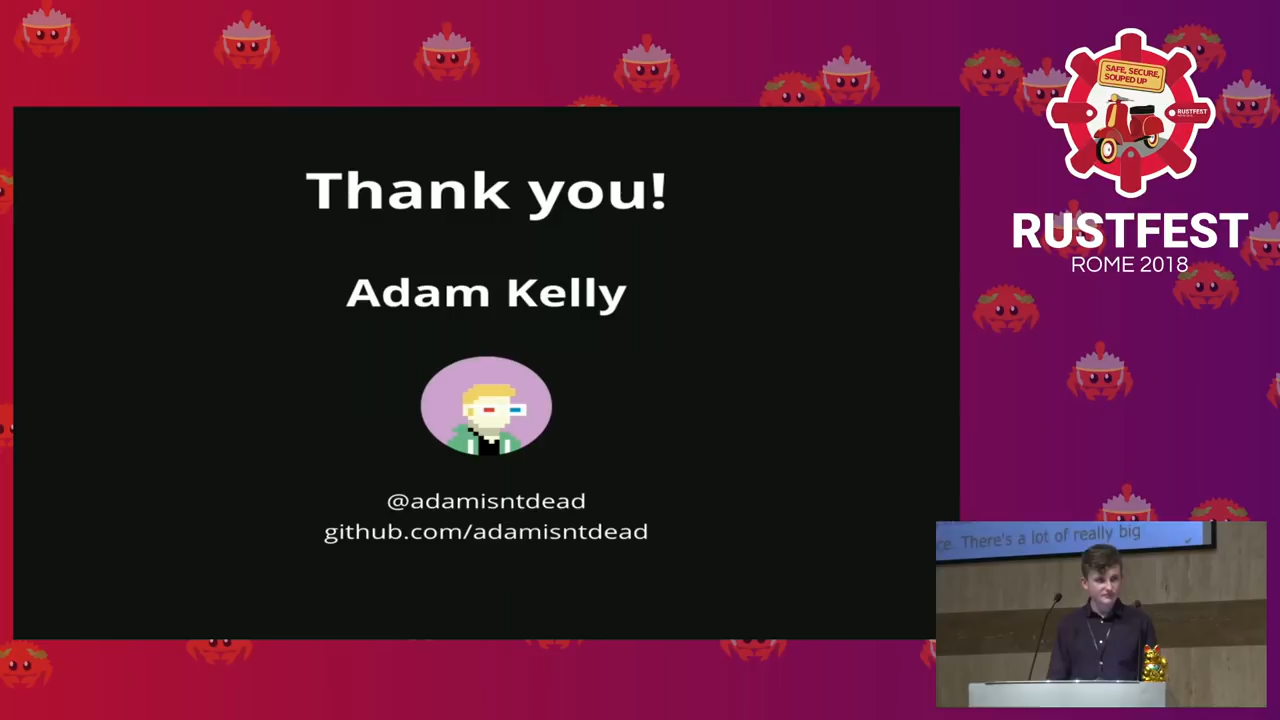 Thank you!
Adam Kelly
@adamisntdead
github.com/adamisntdead
SAFE, SECURE,
SOUPED UP
RUSTFEST
RUSTFEST
ROME 2018
ce. There's a lot of really big